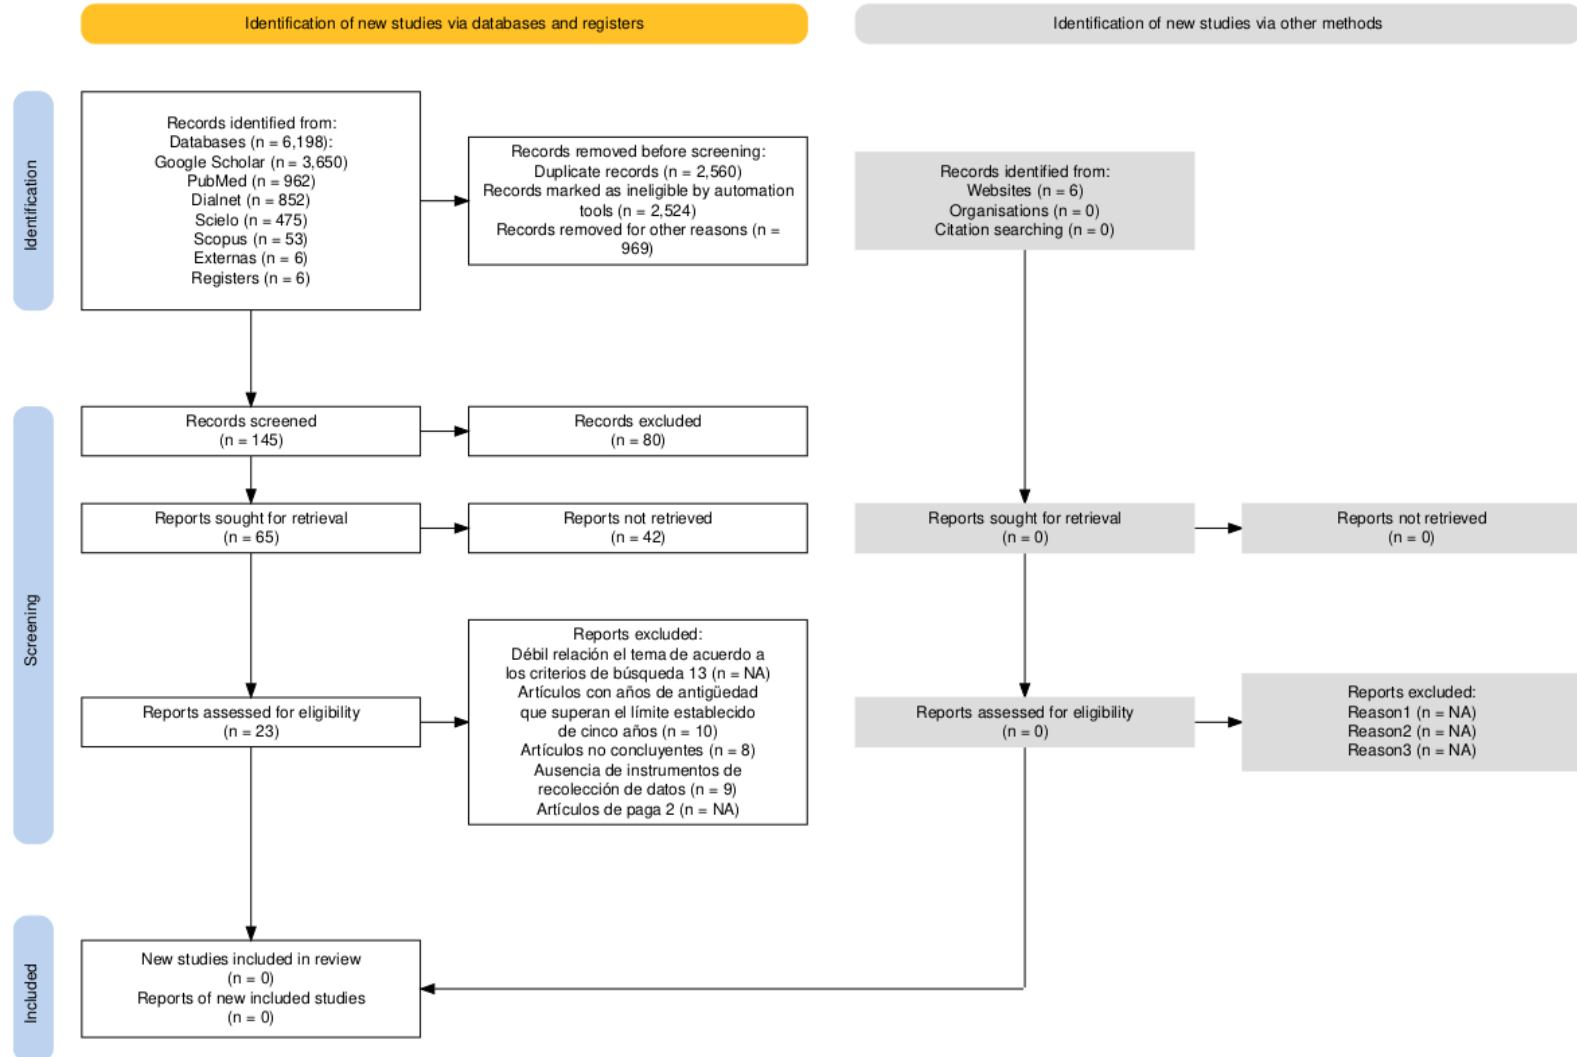 Identification of new studies via databases and registers
Identification of new studies via other methods
Identification
Records identified from:
Databases (n = 6,198):
Google Scholar (n = 3,650)
PubMed (n = 962)
Dialnet (n = 852)
Scielo (n = 475)
Scopus (n = 53)
Externas (n = 6)
Registers (n = 6)
Records removed before screening:
Duplicate records (n = 2,560)
Records marked as ineligible by automation
tools (n = 2,524)
Records removed for other reasons (n =
969)
Records identified from:
Websites (n = 6)
Organisations (n = 0)
Citation searching (n = 0)
Screening
Records screened
(n = 145)
Records excluded
(n = 80)
Reports sought for retrieval
(n = 65)
Reports not retrieved
(n = 42)
Reports sought for retrieval
(n = 0)
Reports not retrieved
(n = 0)
Reports assessed for eligibility
(n = 23)
Reports excluded:
Débil relación el tema de acuerdo a
los criterios de búsqueda 13 (n = NA)
Artículos con años de antigüedad
que superan el límite establecido
de cinco años (n = 10)
Artículos no concluyentes (n = 8)
Ausencia de instrumentos de
recolección de datos (n = 9)
Artículos de paga 2 (n = NA)
Reports assessed for eligibility
(n = 0)
Reports excluded:
Reason1 (n = NA)
Reason2 (n = NA)
Reason3 (n = NA)
Included
New studies included in review
(n = 0)
Reports of new included studies
(n = 0)